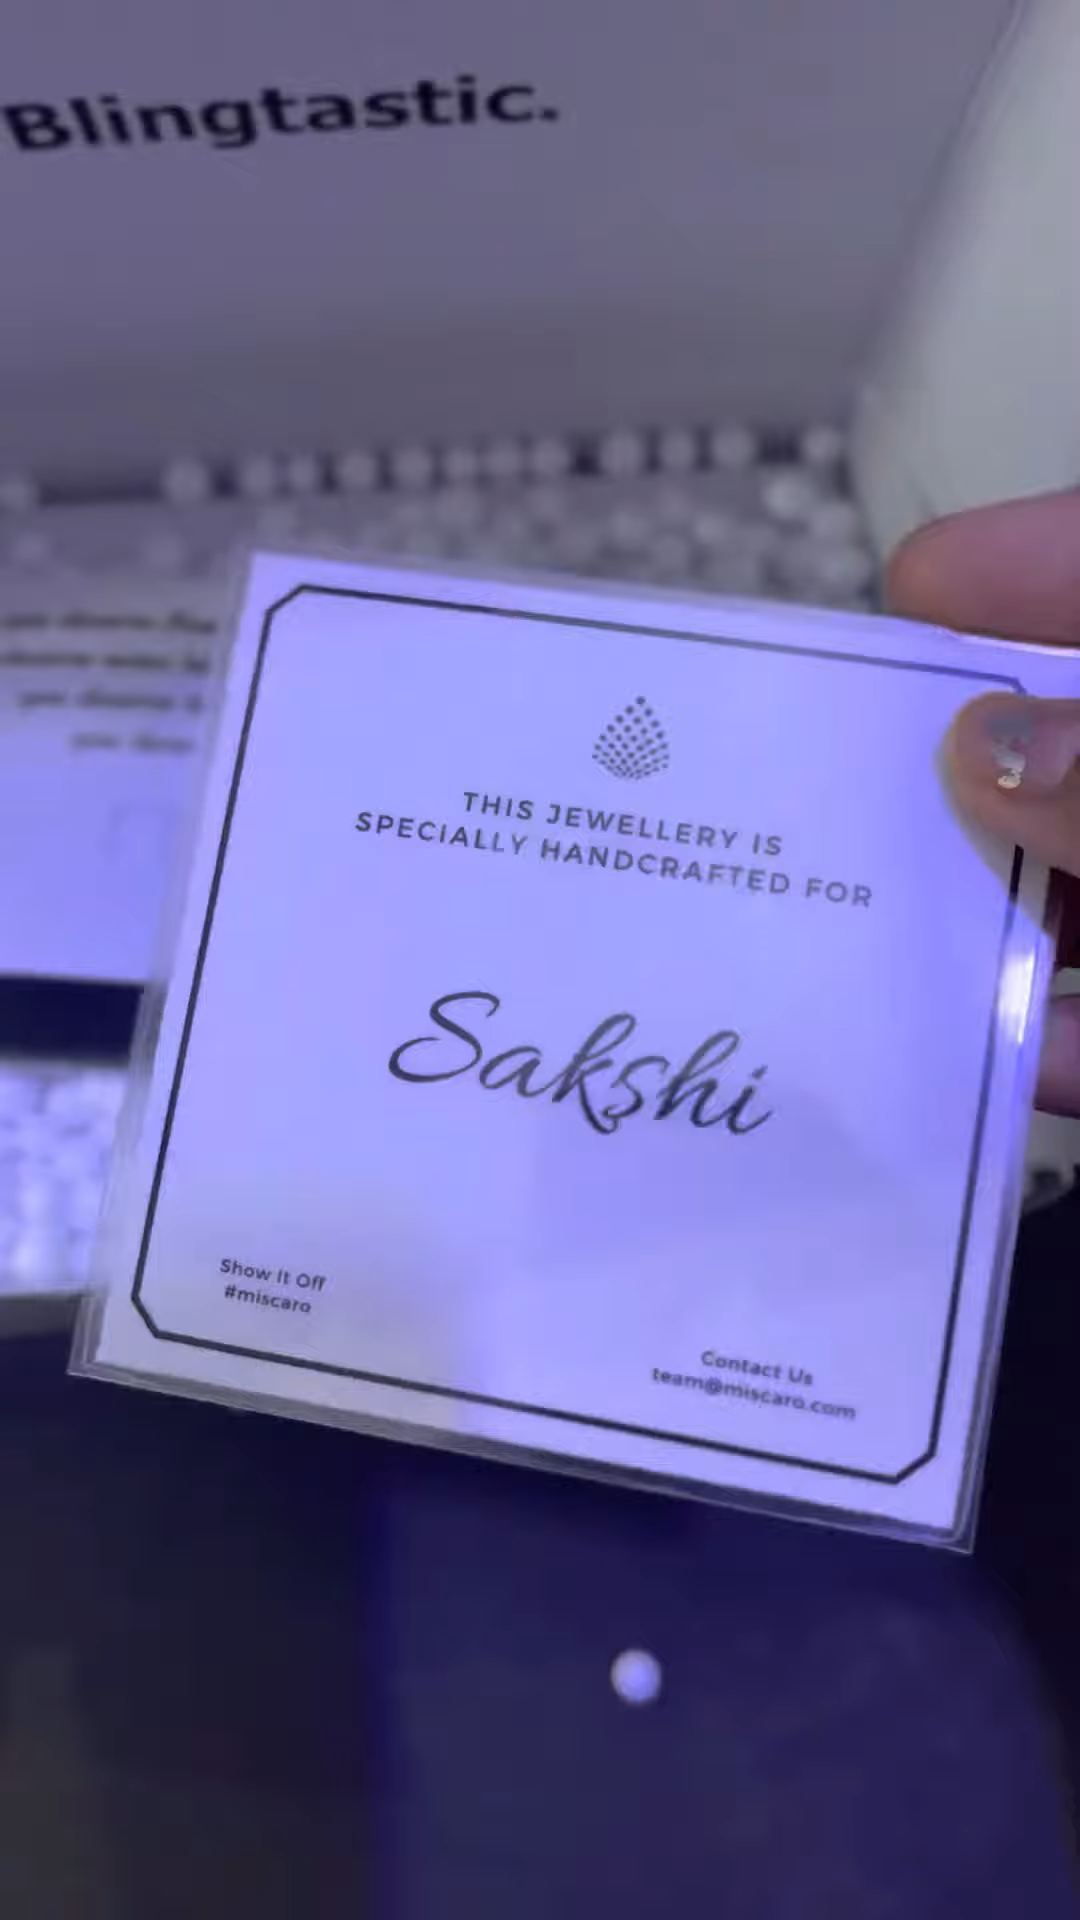 Blingtastic.
THIS JEWELLERY IS
SPECIALLY HANDCRAFTED FOR
Sakshi
Show It Off
#miscaro
Contact Us
team@miscaro.com